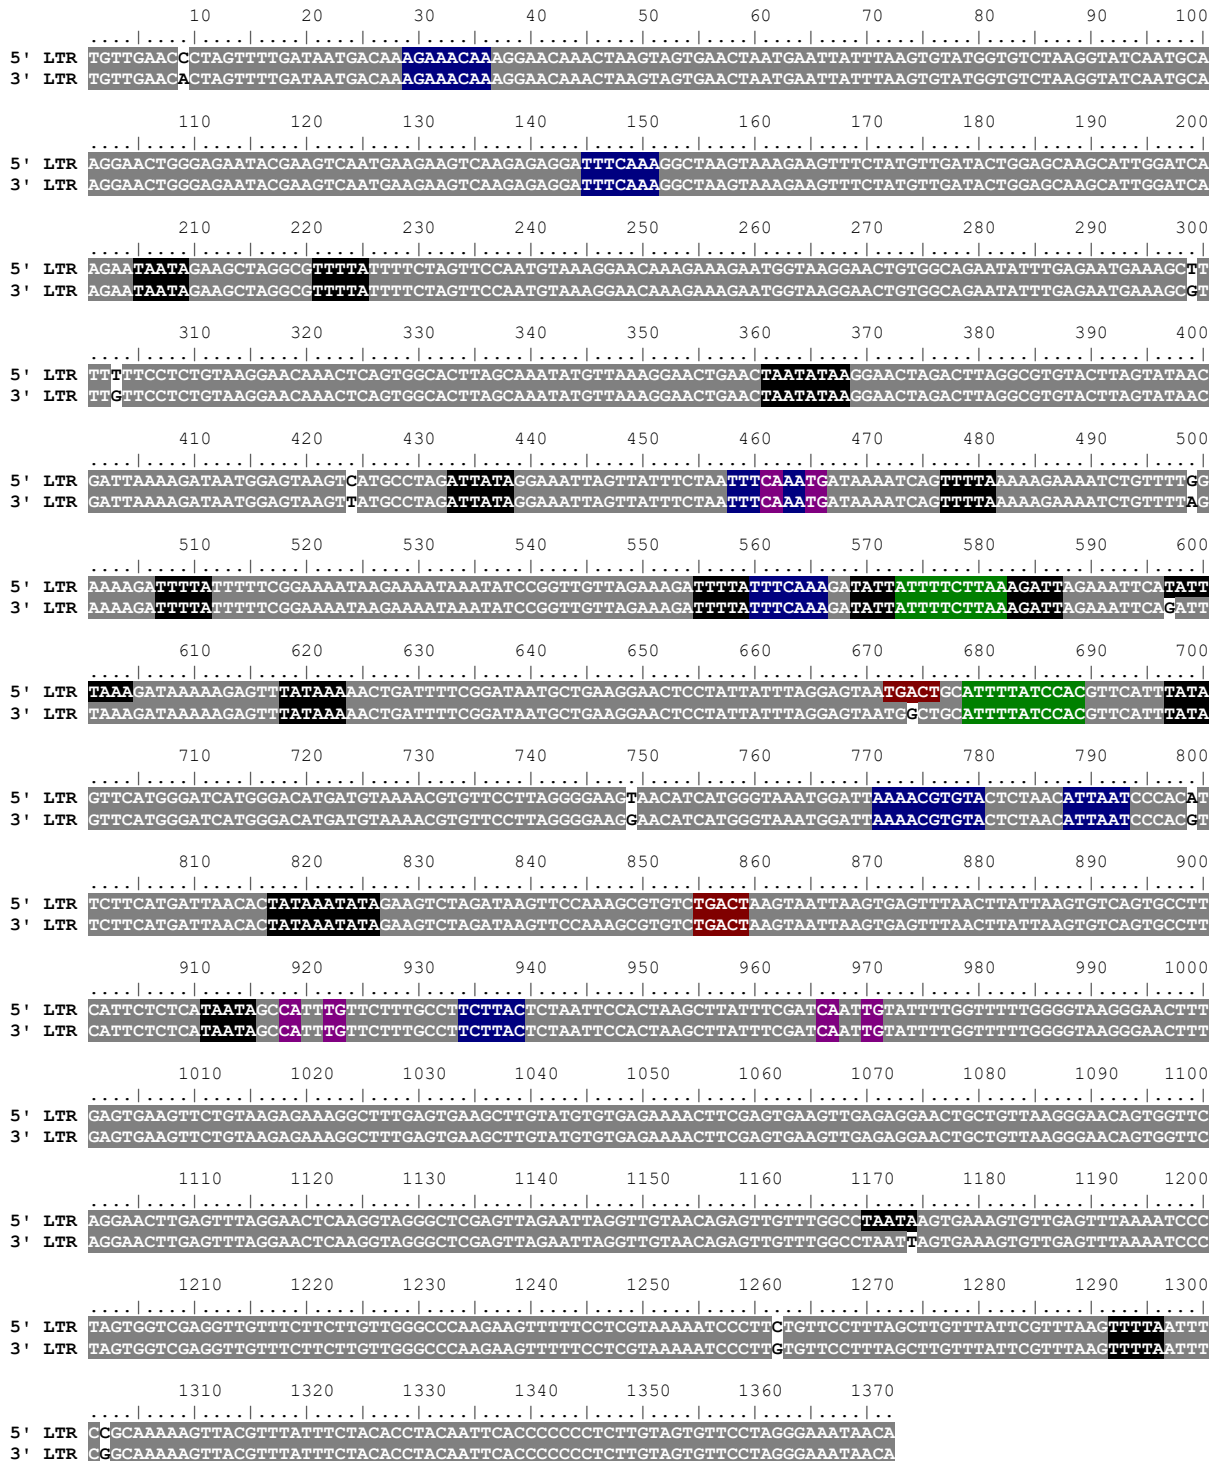 10 20 30 40 50 60 70 80 90 100
....|....|....|....|....|....|....|....|....|....|....|....|....|....|....|....|....|....|....|....|
5' LTR TGTTGAACCCTAGTTTTGATAATGACAAAGAAACAAAGGAACAAACTAAGTAGTGAACTAATGAATTATTTAAGTGTATGGTGTCTAAGGTATCAATGCA
3' LTR TGTTGAACACTAGTTTTGATAATGACAAAGAAACAAAGGAACAAACTAAGTAGTGAACTAATGAATTATTTAAGTGTATGGTGTCTAAGGTATCAATGCA
110 120 130 140 150 160 170 180 190 200
....|....|....|....|....|....|....|....|....|....|....|....|....|....|....|....|....|....|....|....|
5' LTR AGGAACTGGGAGAATACGAAGTCAATGAAGAAGTCAAGAGAGGATTTCAAAGGCTAAGTAAAGAAGTTTCTATGTTGATACTGGAGCAAGCATTGGATCA
3' LTR AGGAACTGGGAGAATACGAAGTCAATGAAGAAGTCAAGAGAGGATTTCAAAGGCTAAGTAAAGAAGTTTCTATGTTGATACTGGAGCAAGCATTGGATCA
210 220 230 240 250 260 270 280 290 300
....|....|....|....|....|....|....|....|....|....|....|....|....|....|....|....|....|....|....|....|
5' LTR AGAATAATAGAAGCTAGGCGTTTTATTTTCTAGTTCCAATGTAAAGGAACAAAGAAAGAATGGTAAGGAACTGTGGCAGAATATTTGAGAATGAAAGCTT
3' LTR AGAATAATAGAAGCTAGGCGTTTTATTTTCTAGTTCCAATGTAAAGGAACAAAGAAAGAATGGTAAGGAACTGTGGCAGAATATTTGAGAATGAAAGCGT
310 320 330 340 350 360 370 380 390 400
....|....|....|....|....|....|....|....|....|....|....|....|....|....|....|....|....|....|....|....|
5' LTR TTTTTCCTCTGTAAGGAACAAACTCAGTGGCACTTAGCAAATATGTTAAAGGAACTGAACTAATATAAGGAACTAGACTTAGGCGTGTACTTAGTATAAC
3' LTR TTGTTCCTCTGTAAGGAACAAACTCAGTGGCACTTAGCAAATATGTTAAAGGAACTGAACTAATATAAGGAACTAGACTTAGGCGTGTACTTAGTATAAC
410 420 430 440 450 460 470 480 490 500
....|....|....|....|....|....|....|....|....|....|....|....|....|....|....|....|....|....|....|....|
5' LTR GATTAAAAGATAATGGAGTAAGTCATGCCTAGATTATAGGAAATTAGTTATTTCTAATTTCAAATGATAAAATCAGTTTTAAAAAGAAAATCTGTTTTGG
3' LTR GATTAAAAGATAATGGAGTAAGTTATGCCTAGATTATAGGAAATTAGTTATTTCTAATTTCAAATGATAAAATCAGTTTTAAAAAGAAAATCTGTTTTAG
510 520 530 540 550 560 570 580 590 600
....|....|....|....|....|....|....|....|....|....|....|....|....|....|....|....|....|....|....|....|
5' LTR AAAAGATTTTATTTTTCGGAAAATAAGAAAATAAATATCCGGTTGTTAGAAAGATTTTATTTCAAAGATATTATTTTCTTAAAGATTAGAAATTCATATT
3' LTR AAAAGATTTTATTTTTCGGAAAATAAGAAAATAAATATCCGGTTGTTAGAAAGATTTTATTTCAAAGATATTATTTTCTTAAAGATTAGAAATTCAGATT
610 620 630 640 650 660 670 680 690 700
....|....|....|....|....|....|....|....|....|....|....|....|....|....|....|....|....|....|....|....|
5' LTR TAAAGATAAAAAGAGTTTATAAAAACTGATTTTCGGATAATGCTGAAGGAACTCCTATTATTTAGGAGTAATGACTGCATTTTATCCACGTTCATTTATA
3' LTR TAAAGATAAAAAGAGTTTATAAAAACTGATTTTCGGATAATGCTGAAGGAACTCCTATTATTTAGGAGTAATGGCTGCATTTTATCCACGTTCATTTATA
710 720 730 740 750 760 770 780 790 800
....|....|....|....|....|....|....|....|....|....|....|....|....|....|....|....|....|....|....|....|
5' LTR GTTCATGGGATCATGGGACATGATGTAAAACGTGTTCCTTAGGGGAAGTAACATCATGGGTAAATGGATTAAAACGTGTACTCTAACATTAATCCCACAT
3' LTR GTTCATGGGATCATGGGACATGATGTAAAACGTGTTCCTTAGGGGAAGGAACATCATGGGTAAATGGATTAAAACGTGTACTCTAACATTAATCCCACGT
810 820 830 840 850 860 870 880 890 900
....|....|....|....|....|....|....|....|....|....|....|....|....|....|....|....|....|....|....|....|
5' LTR TCTTCATGATTAACACTATAAATATAGAAGTCTAGATAAGTTCCAAAGCGTGTCTGACTAAGTAATTAAGTGAGTTTAACTTATTAAGTGTCAGTGCCTT
3' LTR TCTTCATGATTAACACTATAAATATAGAAGTCTAGATAAGTTCCAAAGCGTGTCTGACTAAGTAATTAAGTGAGTTTAACTTATTAAGTGTCAGTGCCTT
910 920 930 940 950 960 970 980 990 1000
....|....|....|....|....|....|....|....|....|....|....|....|....|....|....|....|....|....|....|....|
5' LTR CATTCTCTCATAATAGCCCATTTGTTCTTTGCCTTCTTACTCTAATTCCACTAAGCTTATTTCGATCAATTGTATTTTGGTTTTTGGGGTAAGGGAACTTT
3' LTR CATTCTCTCATAATAGCCCATTTGTTCTTTGCCTTCTTACTCTAATTCCACTAAGCTTATTTCGATCAATTGTATTTTGGTTTTTGGGGTAAGGGAACTTT
1010 1020 1030 1040 1050 1060 1070 1080 1090 1100
....|....|....|....|....|....|....|....|....|....|....|....|....|....|....|....|....|....|....|....|
5' LTR GAGTGAAGTTCTGTAAGAGAAAGGCTTTGAGTGAAGCTTGTATGTGTGAGAAAACTTCGAGTGAAGTTGAGAGGAACTGCTGTTAAGGGAACAGTGGTTC
3' LTR GAGTGAAGTTCTGTAAGAGAAAGGCTTTGAGTGAAGCTTGTATGTGTGAGAAAACTTCGAGTGAAGTTGAGAGGAACTGCTGTTAAGGGAACAGTGGTTC
1110 1120 1130 1140 1150 1160 1170 1180 1191 1200
....|....|....|....|....|....|....|....|....|....|....|....|....|....|....|....|....|....|....|....|
5' LTR AGGAACTTGAGTTTAGGAACTCAAGGTAGGGCTCGAGTTAGAATTAGGTTGTAACAGAGTTGTTTGGCCTAATAAGTGAAAGTGTTGAGTTTAAAATCCC
3' LTR AGGAACTTGAGTTTAGGAACTCAAGGTAGGGCTCGAGTTAGAATTAGGTTGTAACAGAGTTGTTTGGCCTAATTAGTGAAAGTGTTGAGTTTAAAATCCC
1210 1220 1230 1240 1250 1260 1270 1280 1290 1300
....|....|....|....|....|....|....|....|....|....|....|....|....|....|....|....|....|....|....|....|
5' LTR TAGTGGTCGAGGTTGTTTCTTCTTGTTGGGCCCAAGAAGTTTTTCCTCGTAAAAATCCCTTCTGTTCCTTTAGCTTGTTTATTCGTTTAAGTTTTAATTT
3' LTR TAGTGGTCGAGGTTGTTTCTTCTTGTTGGGCCCAAGAAGTTTTTCCTCGTAAAAATCCCTTGTGTTCCTTTAGCTTGTTTATTCGTTTAAGTTTTAATTT
1310 1320 1330 1340 1350 1360 1370
....|....|....|....|....|....|....|....|....|....|....|....|....|....|..
5' LTR CCGCAAAAAGTTACGTTTATTTCTACACCTACAATTCACCCCCCCTCTTGTAGTGTTCCTAGGGAAATAACA
3' LTR CGGCAAAAAGTTACGTTTATTTCTACACCTACAATTCACCCCCCCTCTTGTAGTGTTCCTAGGGAAATAACA